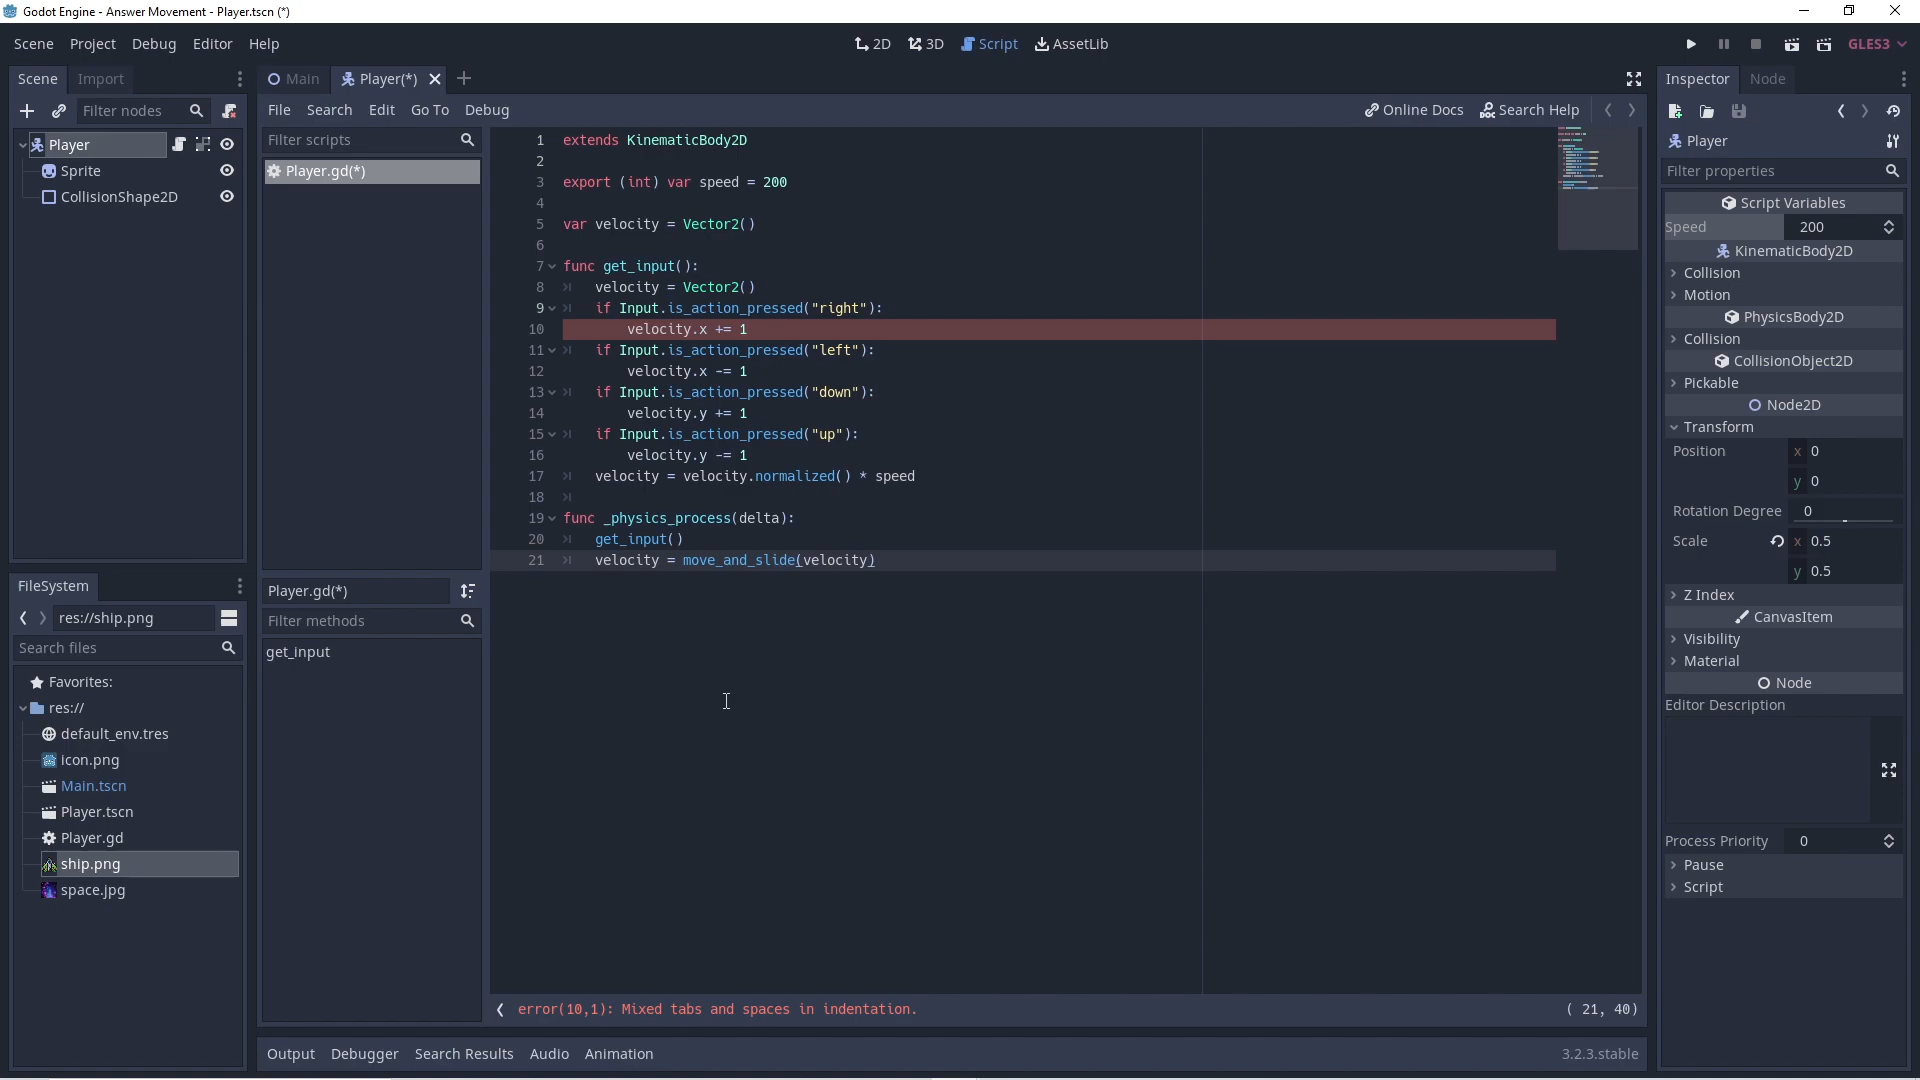 Godot Engine - Answer Movement - Player.tscn (*)
Scene Project Debug Editor Help
2D 3D Script AssetLib
GLES3
Scene Import
Filter nodes
Player
Sprite
CollisionShape2D
FileSystem
res://ship.png
Search files
Favorites:
res://
default_env.tres
icon.png
Main.tscn
Player.tscn
Player.gd
ship.png
space.jpg
Main Player(*)
File Search Edit Go To Debug
Online Docs Search Help
Filter scripts
Player.gd(*)
Player.gd(*)
Filter methods
get_input
1 extends KinematicBody2D
2
3 export (int) var speed = 200
4
5 var velocity = Vector2()
6
7 func get_input():
8 velocity = Vector2()
9 if Input.is_action_pressed("right"):
10 velocity.x += 1
11 if Input.is_action_pressed("left"):
12 velocity.x -= 1
13 if Input.is_action_pressed("down"):
14 velocity.y += 1
15 if Input.is_action_pressed("up"):
16 velocity.y -= 1
17 velocity = velocity.normalized() * speed
18
19 func _physics_process(delta):
20 get_input()
21 velocity = move_and_slide(velocity)
error(10,1): Mixed tabs and spaces in indentation.
( 21, 40)
Output Debugger Search Results Audio Animation
3.2.3.stable
Inspector Node
Player
Filter properties
Script Variables
Speed 200
KinematicBody2D
Collision
Motion
PhysicsBody2D
Collision
CollisionObject2D
Pickable
Node2D
Transform
Position x 0
y 0
Rotation Degree 0
Scale x 0.5
y 0.5
Z Index
CanvasItem
Visibility
Material
Node
Editor Description
Process Priority 0
Pause
Script